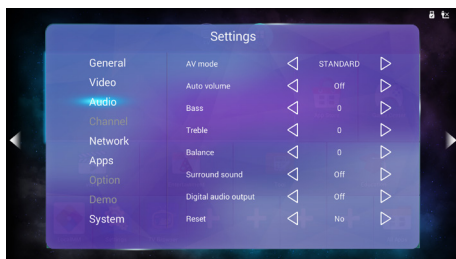 Settings
General
Video
Audio
Channel
Network
Apps
Option
Demo
System
AV mode STANDARD
Auto volume Off
Bass 0
Treble 0
Balance 0
Surround sound Off
Digital audio output Off
Reset No